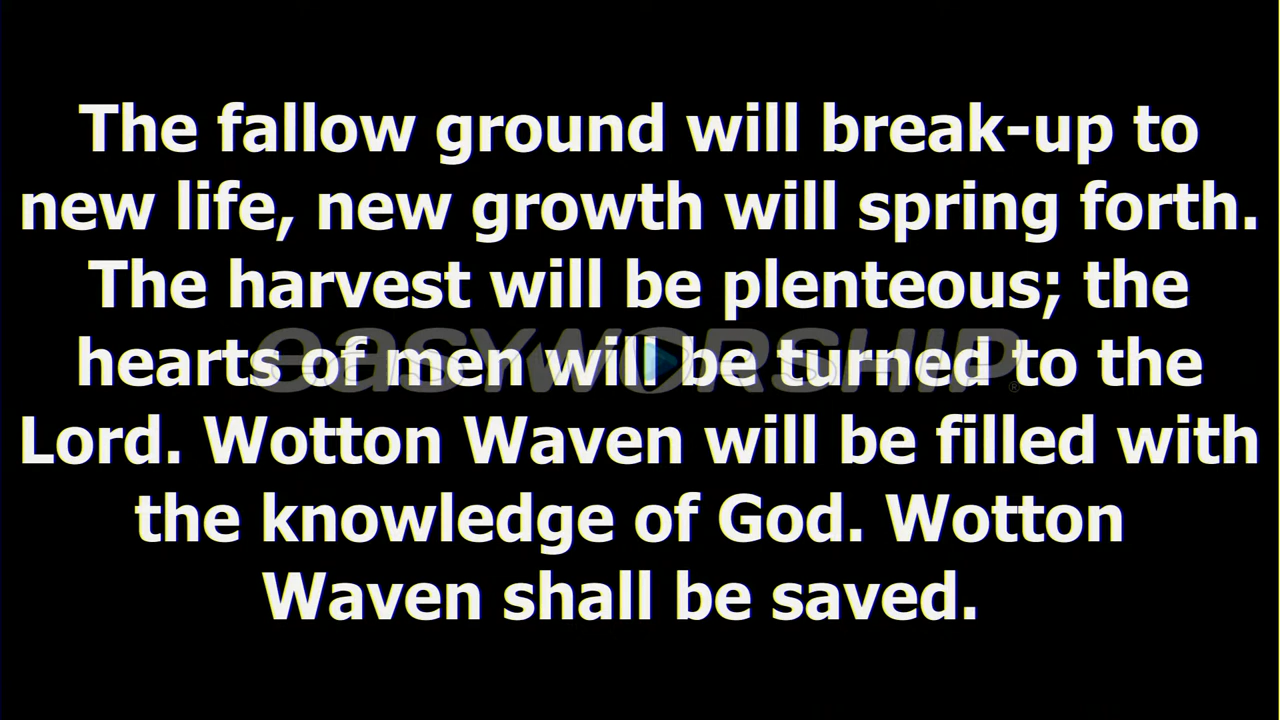 The fallow ground will break-up to
new life, new growth will spring forth.
The harvest will be plenteous; the
hearts of men will be turned to the
Lord. Wotton Waven will be filled with
the knowledge of God. Wotton
Waven shall be saved.
easyworship®